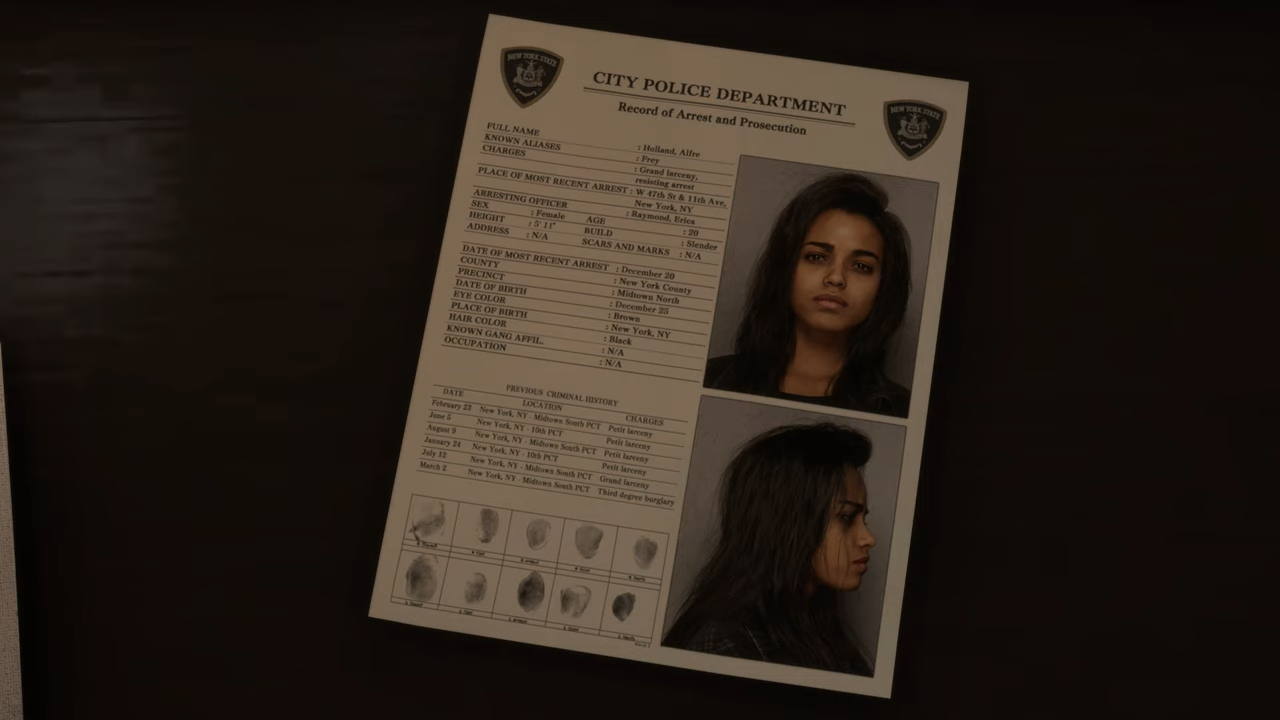 NEW YORK STATE
CITY POLICE DEPARTMENT
NEW YORK STATE
Record of Arrest and Prosecution
FULL NAME : Holland, Alfre
KNOWN ALIASES : Frey
CHARGES : Grand larceny,
resisting arrest
PLACE OF MOST RECENT ARREST : W 47th St & 11th Ave,
New York, NY
ARRESTING OFFICER : Raymond, Erica
SEX : Female AGE : 20
HEIGHT : 5' 11" BUILD : Slender
ADDRESS : N/A SCARS AND MARKS : N/A
DATE OF MOST RECENT ARREST : December 20
COUNTY : New York County
PRECINCT : Midtown North
DATE OF BIRTH : December 25
EYE COLOR : Brown
PLACE OF BIRTH : New York, NY
HAIR COLOR : Black
KNOWN GANG AFFIL. : N/A
OCCUPATION : N/A
PREVIOUS CRIMINAL HISTORY
DATE LOCATION CHARGES
February 23 New York, NY - Midtown South PCT Petit larceny
June 5 New York, NY - 10th PCT Petit larceny
August 9 New York, NY - Midtown South PCT Petit larceny
January 24 New York, NY - 10th PCT Petit larceny
July 12 New York, NY - Midtown South PCT Grand larceny
March 2 New York, NY - Midtown South PCT Third degree burglary